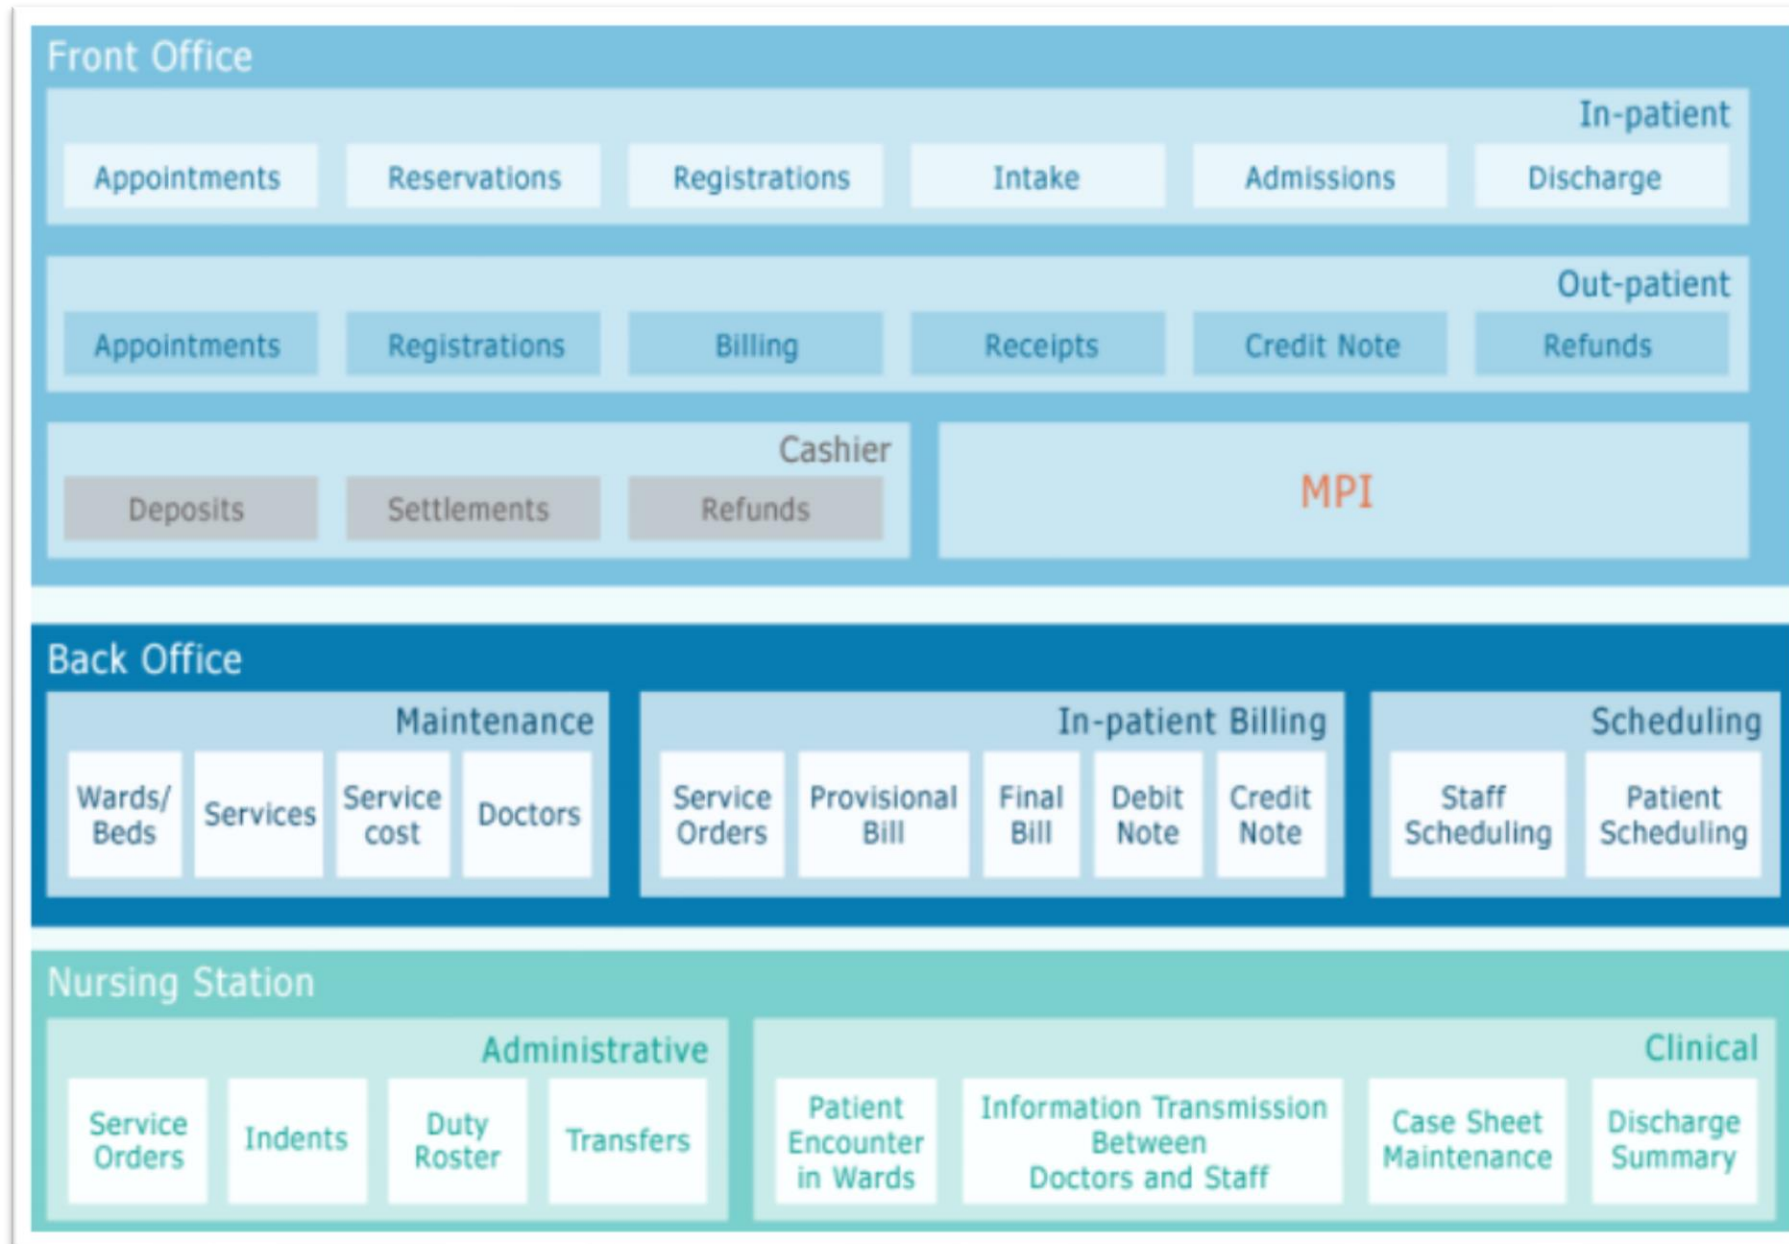 Front Office
In-patient
Appointments
Reservations
Registrations
Intake
Admissions
Discharge
Out-patient
Appointments
Registrations
Billing
Receipts
Credit Note
Refunds
Cashier
Deposits
Settlements
Refunds
MPI
Back Office
Maintenance
Wards/
Beds
Services
Service
cost
Doctors
In-patient Billing
Service
Orders
Provisional
Bill
Final
Bill
Debit
Note
Credit
Note
Scheduling
Staff
Scheduling
Patient
Scheduling
Nursing Station
Administrative
Service
Orders
Indents
Duty
Roster
Transfers
Clinical
Patient
Encounter
in Wards
Information Transmission
Between
Doctors and Staff
Case Sheet
Maintenance
Discharge
Summary